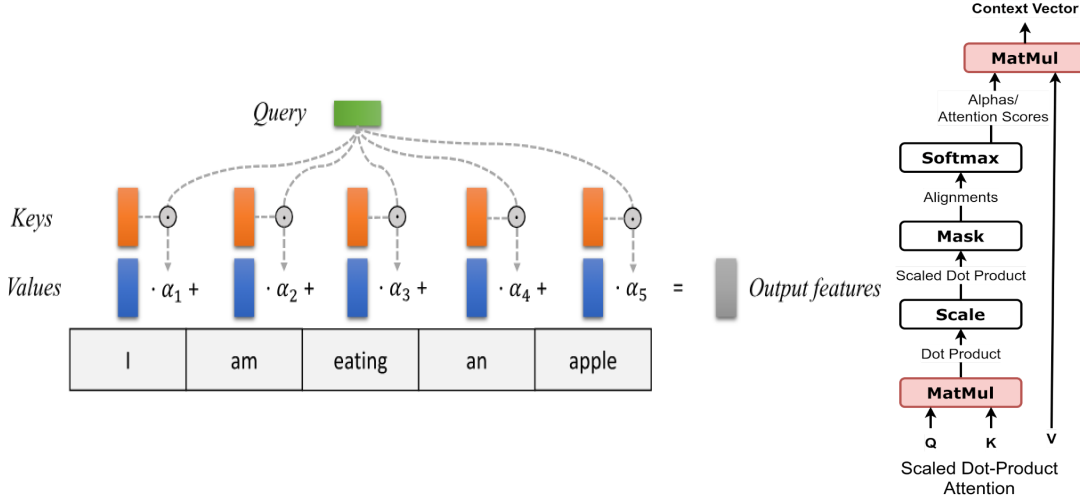 Query
Keys
Values
· α1 + · α2 + · α3 + · α4 + · α5 = Output features
I am eating an apple
Context Vector
MatMul
Alphas/
Attention Scores
Softmax
Alignments
Mask
Scaled Dot Product
Scale
Dot Product
MatMul
Q K V
Scaled Dot-Product
Attention